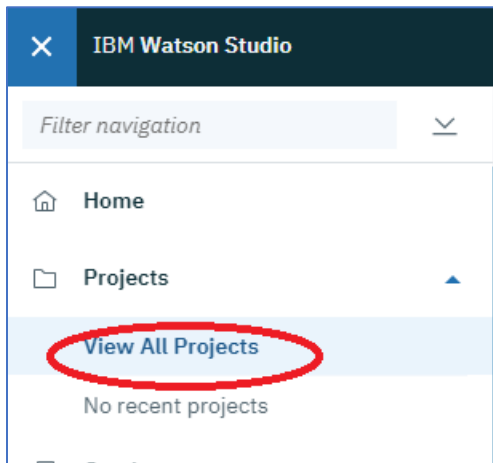 IBM Watson Studio
Filter navigation
Home
Projects
View All Projects
No recent projects